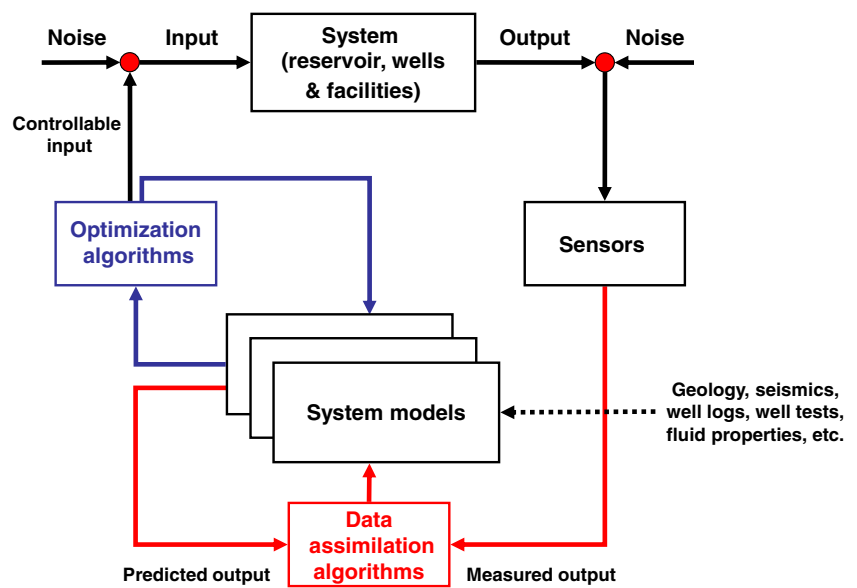 Noise
Input
System
(reservoir, wells
& facilities)
Output
Noise
Controllable
input
Optimization
algorithms
Sensors
System models
Geology, seismics,
well logs, well tests,
fluid properties, etc.
Data
assimilation
algorithms
Predicted output
Measured output